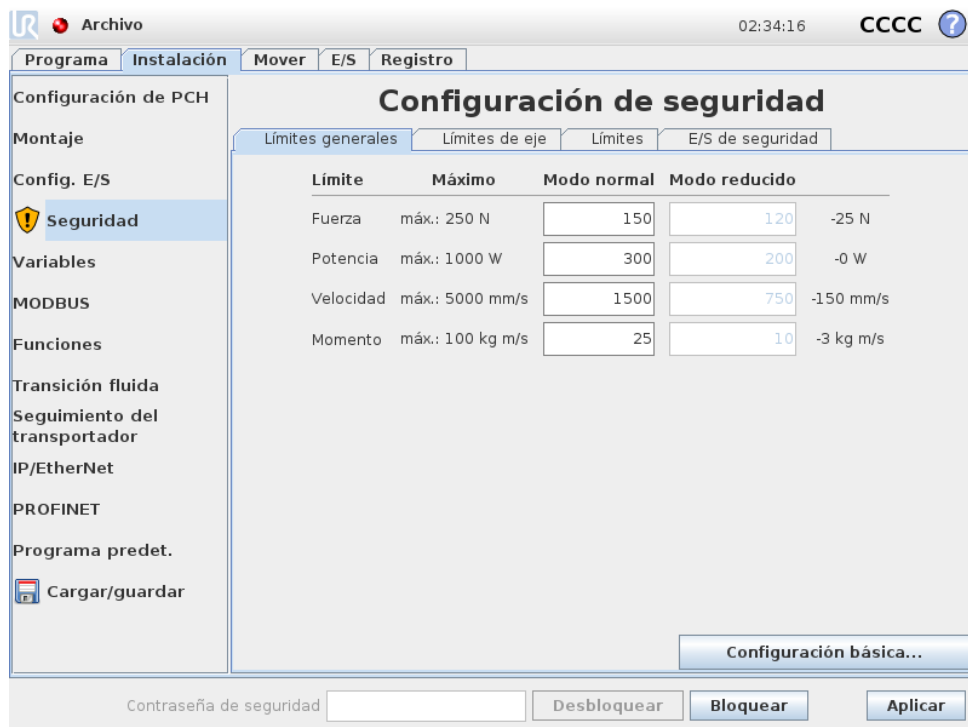 UR Archivo 02:34:16 CCCC ?
Programa Instalación Mover E/S Registro
Configuración de PCH
Montaje
Config. E/S
Seguridad
Variables
MODBUS
Funciones
Transición fluida
Seguimiento del
transportador
IP/EtherNet
PROFINET
Programa predet.
Cargar/guardar
Configuración de seguridad
Límites generales Límites de eje Límites E/S de seguridad
Límite Máximo Modo normal Modo reducido
Fuerza máx.: 250 N 150 120 -25 N
Potencia máx.: 1000 W 300 200 -0 W
Velocidad máx.: 5000 mm/s 1500 750 -150 mm/s
Momento máx.: 100 kg m/s 25 10 -3 kg m/s
Configuración básica...
Contraseña de seguridad Desbloquear Bloquear Aplicar